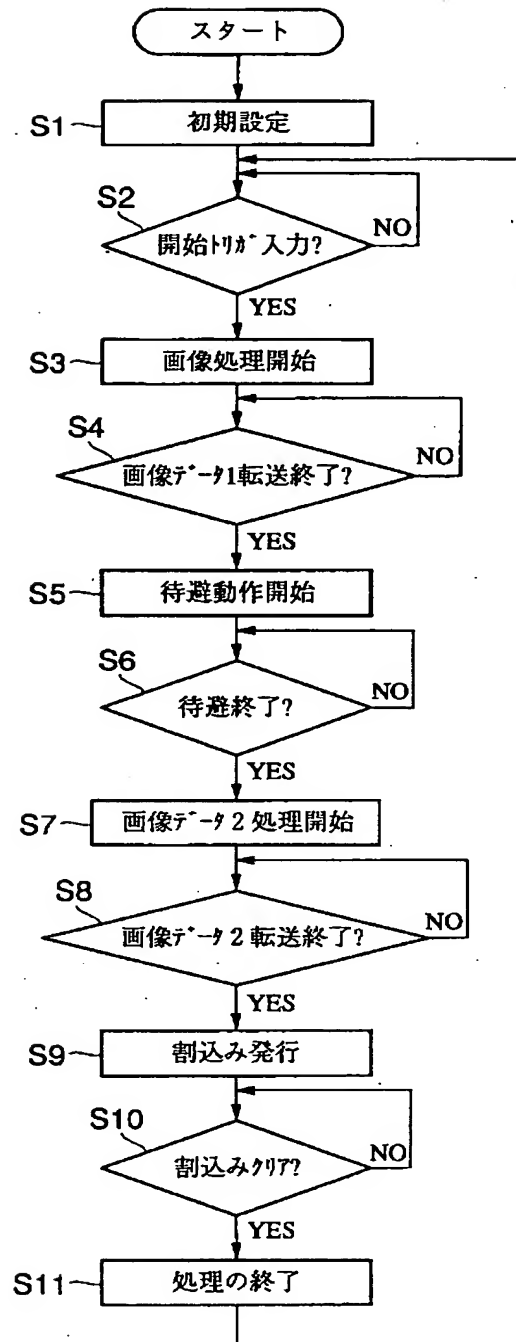 スタート
S1
初期設定
S2
開始ﾄﾘｶﾞ入力?
NO
YES
S3
画像処理開始
S4
画像ﾃﾞｰﾀ1転送終了?
NO
YES
S5
待避動作開始
S6
待避終了?
NO
YES
S7
画像ﾃﾞｰﾀ2処理開始
S8
画像ﾃﾞｰﾀ2転送終了?
NO
YES
S9
割込み発行
S10
割込みｸﾘｱ?
NO
YES
S11
処理の終了